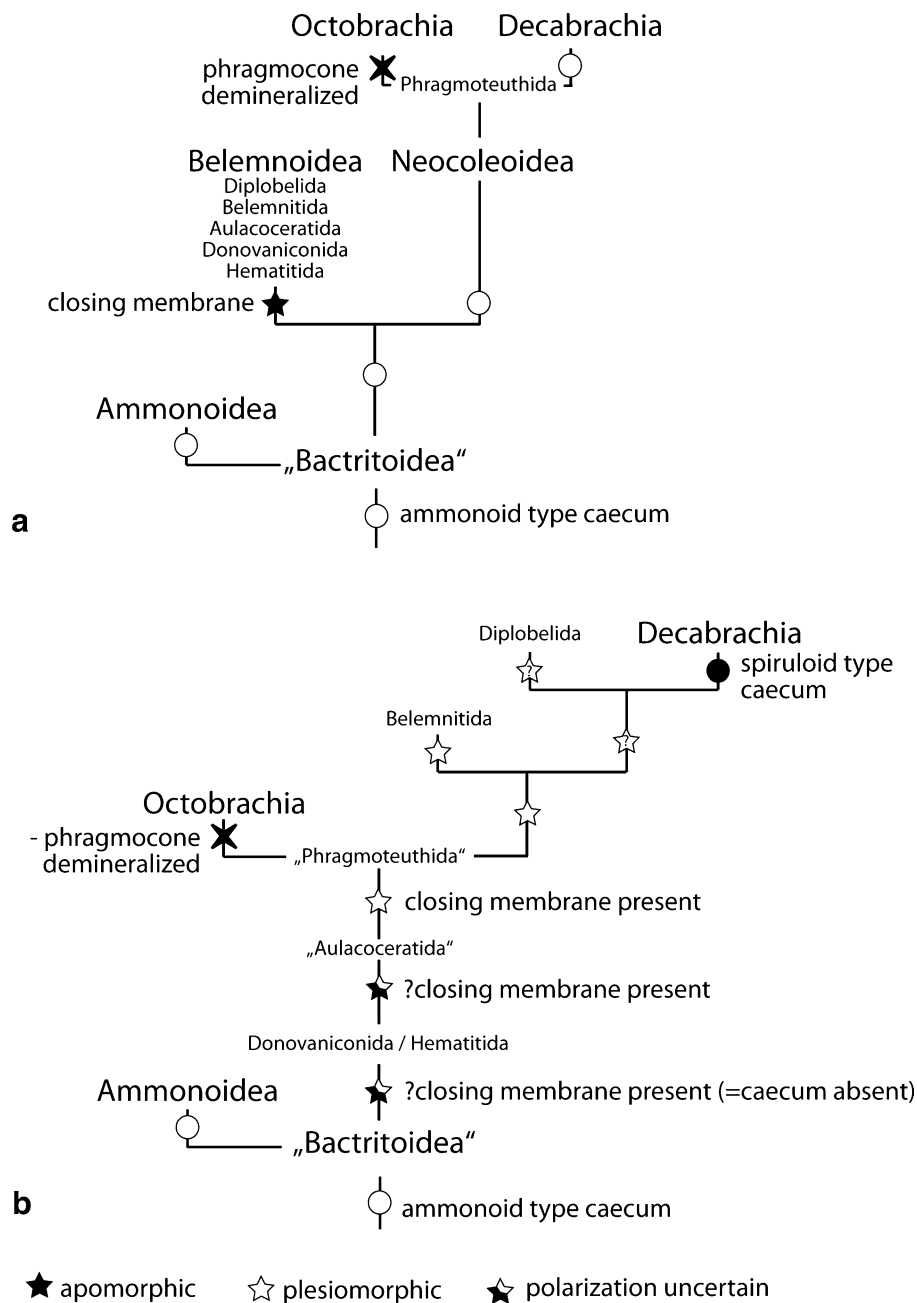 a
Octobrachia Decabrachia
phragmocone
demineralized
Phragmoteuthida
Belemnoidea Neocoleoidea
Diplobelida
Belemnitida
Aulacoceratida
Donovaniconida
Hematitida
closing membrane
Ammonoidea
„Bactritoidea“
ammonoid type caecum
b
Diplobelida Decabrachia
? spiruloid type
caecum
Belemnitida
?
Octobrachia
- phragmocone
demineralized
„Phragmoteuthida“
closing membrane present
„Aulacoceratida“
?closing membrane present
Donovaniconida / Hematitida
Ammonoidea
?closing membrane present (=caecum absent)
„Bactritoidea“
ammonoid type caecum
apomorphic plesiomorphic polarization uncertain